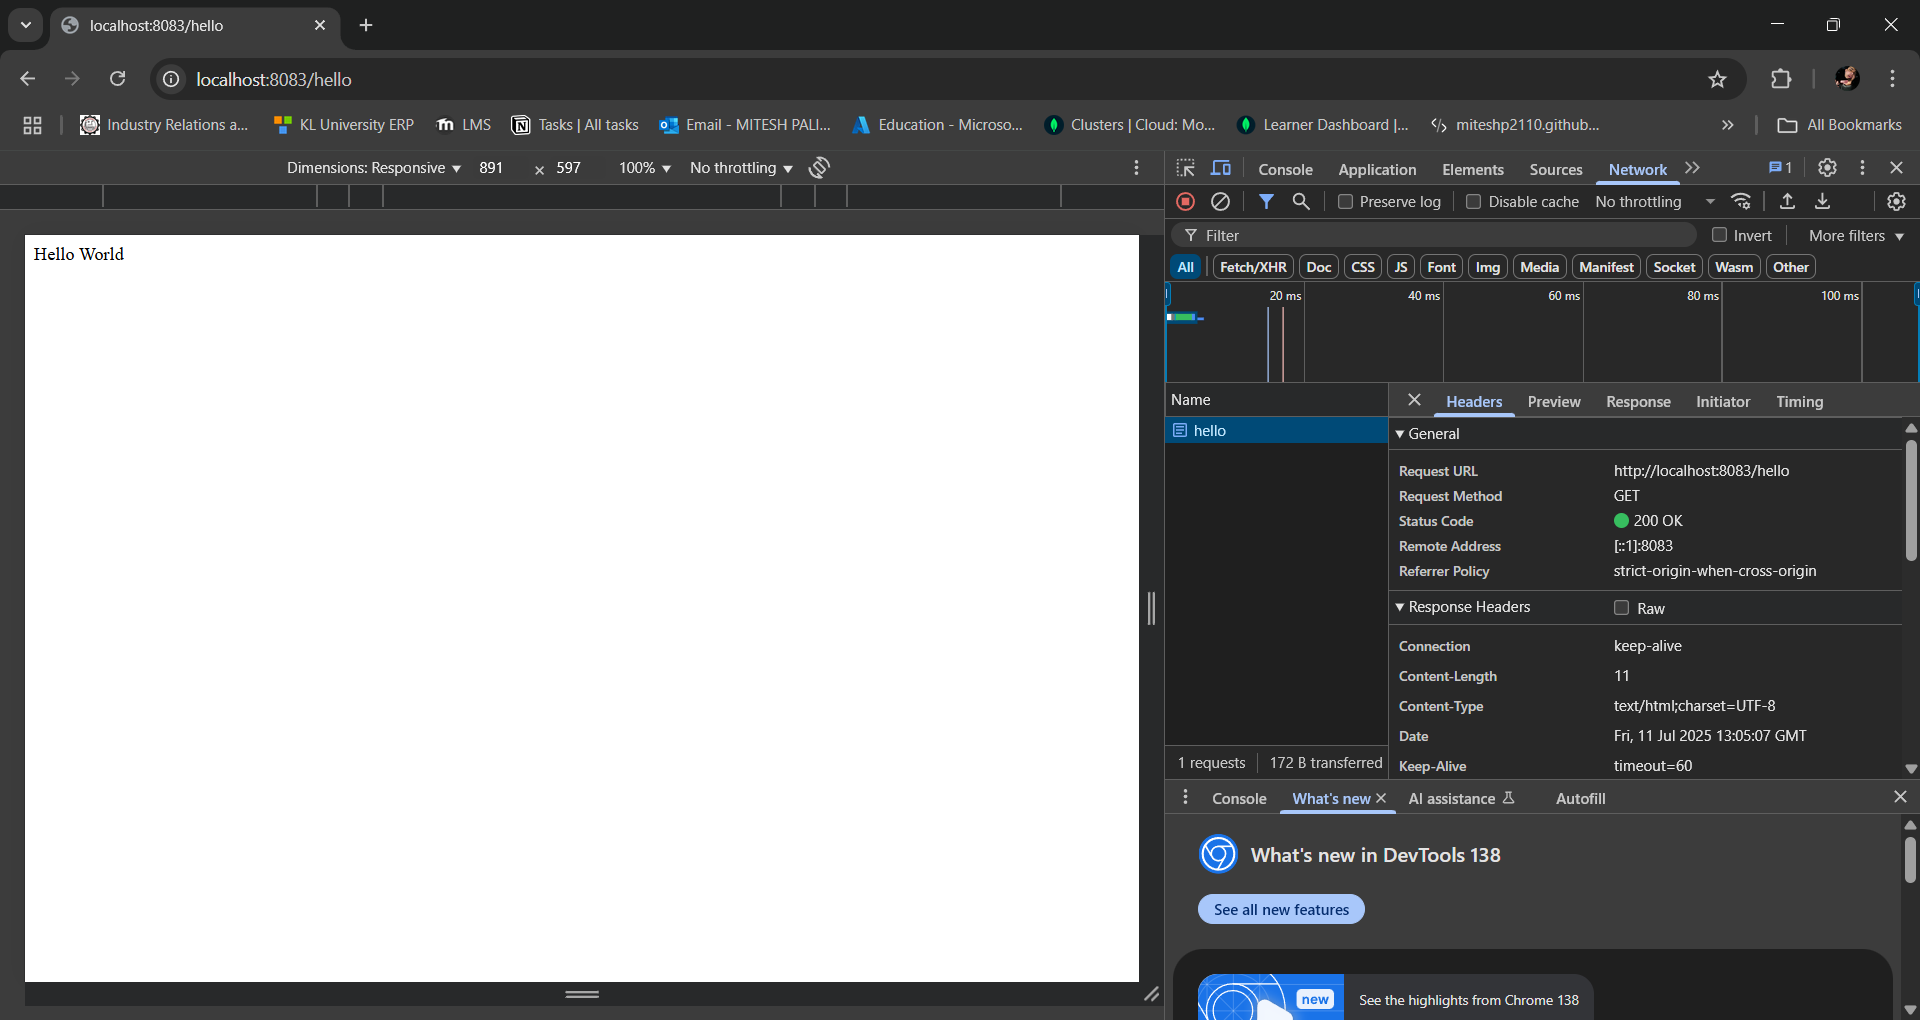 localhost:8083/hello
localhost:8083/hello
Industry Relations a...
KL University ERP
LMS
Tasks | All tasks
Email - MITESH PALI...
Education - Microso...
Clusters | Cloud: Mo...
Learner Dashboard |...
miteshp2110.github...
All Bookmarks
Dimensions: Responsive
891 x 597
100%
No throttling
Hello World
Console
Application
Elements
Sources
Network
1
Preserve log
Disable cache
No throttling
Filter
Invert
More filters
All
Fetch/XHR
Doc
CSS
JS
Font
Img
Media
Manifest
Socket
Wasm
Other
20 ms
40 ms
60 ms
80 ms
100 ms
Name
hello
1 requests
172 B transferred
Headers
Preview
Response
Initiator
Timing
General
Request URL http://localhost:8083/hello
Request Method GET
Status Code 200 OK
Remote Address [::1]:8083
Referrer Policy strict-origin-when-cross-origin
Response Headers Raw
Connection keep-alive
Content-Length 11
Content-Type text/html;charset=UTF-8
Date Fri, 11 Jul 2025 13:05:07 GMT
Keep-Alive timeout=60
Console
What's new
AI assistance
Autofill
What's new in DevTools 138
See all new features
new
See the highlights from Chrome 138